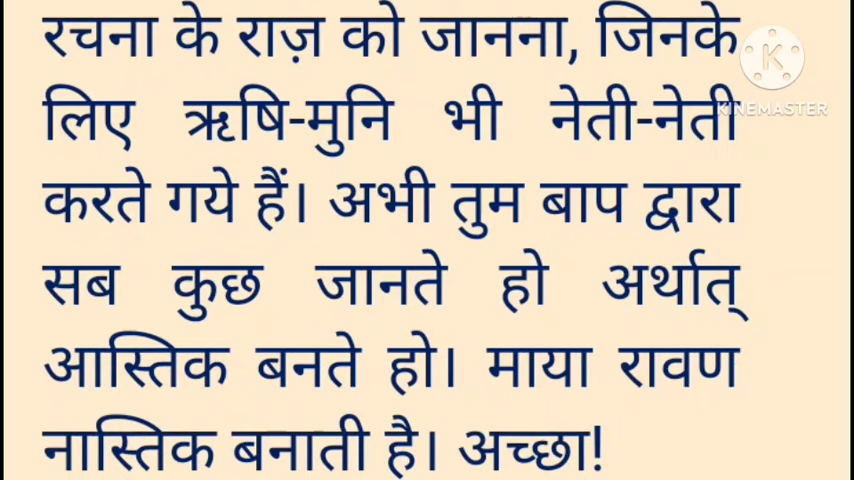 रचना के राज़ को जानना, जिनके
लिए ऋषि-मुनि भी नेती-नेती
करते गये हैं। अभी तुम बाप द्वारा
सब कुछ जानते हो अर्थात्
आस्तिक बनते हो। माया रावण
नास्तिक बनाती है। अच्छा!
K
KINEMASTER